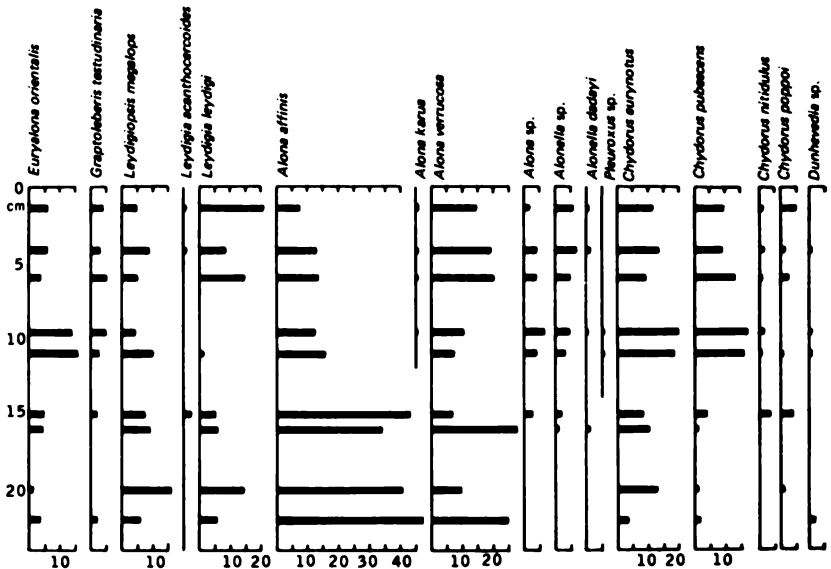 Euryalona orientalis
Graptoleberis testudinaria
Leydigiopsis megalops
Leydigia acanthocercoides
Leydigia leydigi
Alona affinis
Alona karua
Alona verrucosa
Alona sp.
Alonella sp.
Alonella dadayi
Pleuroxus sp.
Chydorus eurynotus
Chydorus pubescens
Chydorus nitidulus
Chydorus poppoi
Dunhevedia sp.
0
cm
5
10
15
20
10 10 10 20 10 20 30 40 10 20 10 20 10